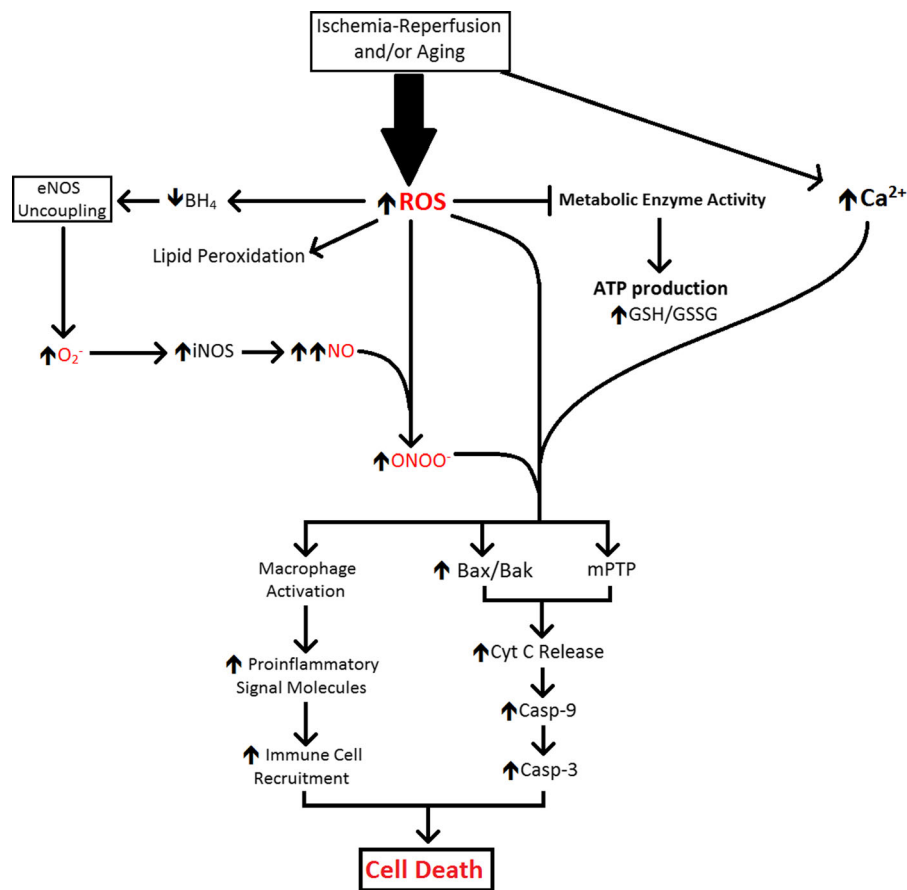 Ischemia-Reperfusion
and/or Aging
eNOS
Uncoupling
↓BH₄
↑ROS
Metabolic Enzyme Activity
↑Ca²⁺
Lipid Peroxidation
ATP production
↑GSH/GSSG
↑O₂⁻
↑iNOS
↑↑NO
↑ONOO⁻
Macrophage
Activation
↑ Bax/Bak
mPTP
↑ Proinflammatory
Signal Molecules
↑Cyt C Release
↑Casp-9
↑ Immune Cell
Recruitment
↑Casp-3
Cell Death